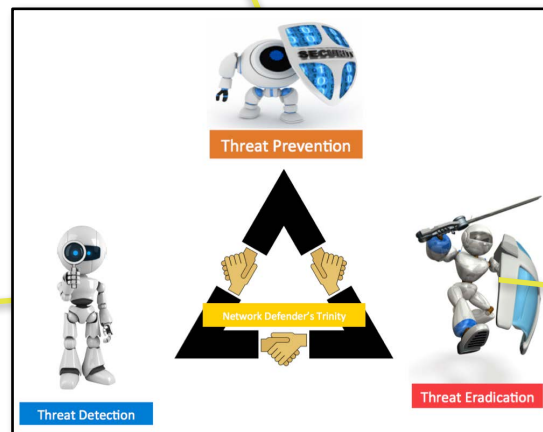 SECURITY
Threat Prevention
Network Defender's Trinity
Threat Detection
Threat Eradication